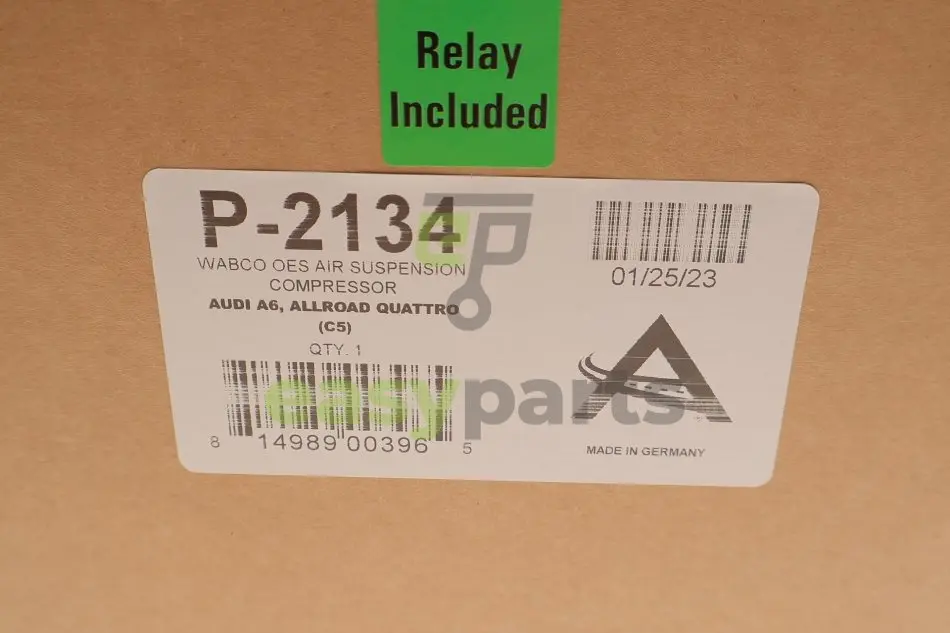 Relay
Included
P-2134
WABCO OES AIR SUSPENSION
COMPRESSOR
AUDI A6, ALLROAD QUATTRO
(C5)
QTY. 1
8 14989 00396 5
01/25/23
MADE IN GERMANY
easyparts